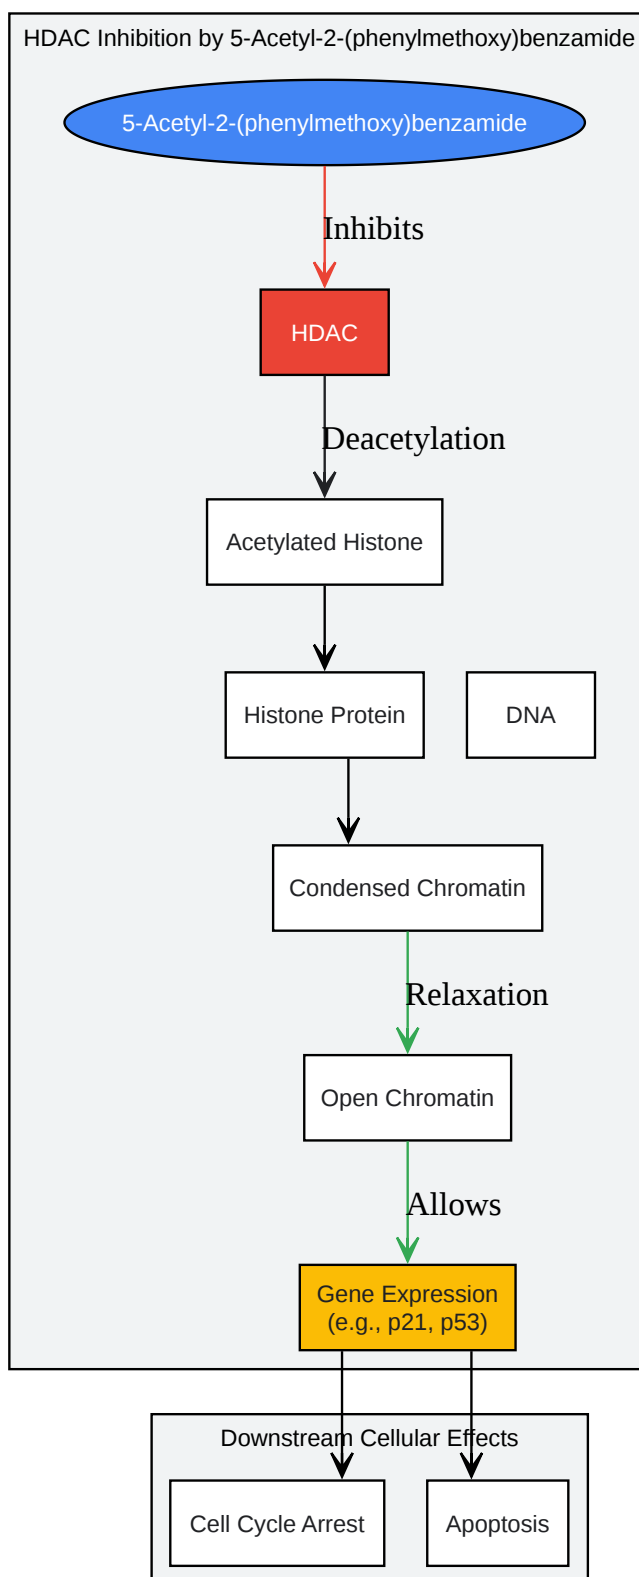 HDAC Inhibition by 5-Acetyl-2-(phenylmethoxy)benzamide
5-Acetyl-2-(phenylmethoxy)benzamide
Inhibits
HDAC
Deacetylation
Acetylated Histone
Histone Protein
DNA
Condensed Chromatin
Relaxation
Open Chromatin
Allows
Gene Expression
(e.g., p21, p53)
Downstream Cellular Effects
Cell Cycle Arrest
Apoptosis